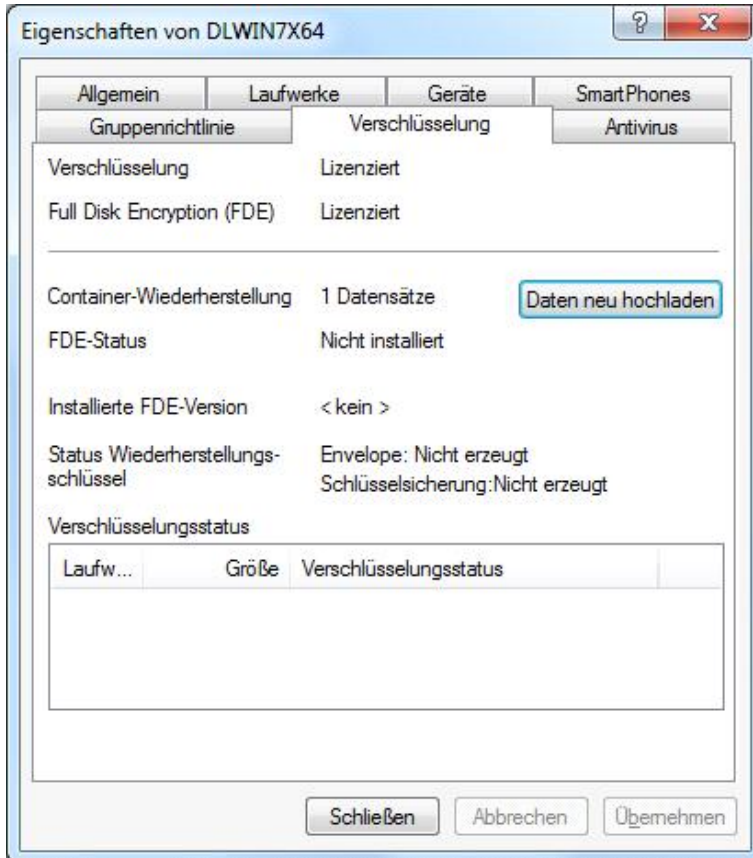 Eigenschaften von DLWIN7X64
? X
Allgemein Laufwerke Geräte SmartPhones
Gruppenrichtlinie Verschlüsselung Antivirus
Verschlüsselung Lizenziert
Full Disk Encryption (FDE) Lizenziert
Container-Wiederherstellung 1 Datensätze Daten neu hochladen
FDE-Status Nicht installiert
Installierte FDE-Version < kein >
Status Wiederherstellungs- Envelope: Nicht erzeugt
schlüssel Schlüsselsicherung:Nicht erzeugt
Verschlüsselungsstatus
Laufw... Größe Verschlüsselungsstatus
Schließen Abbrechen Übernehmen